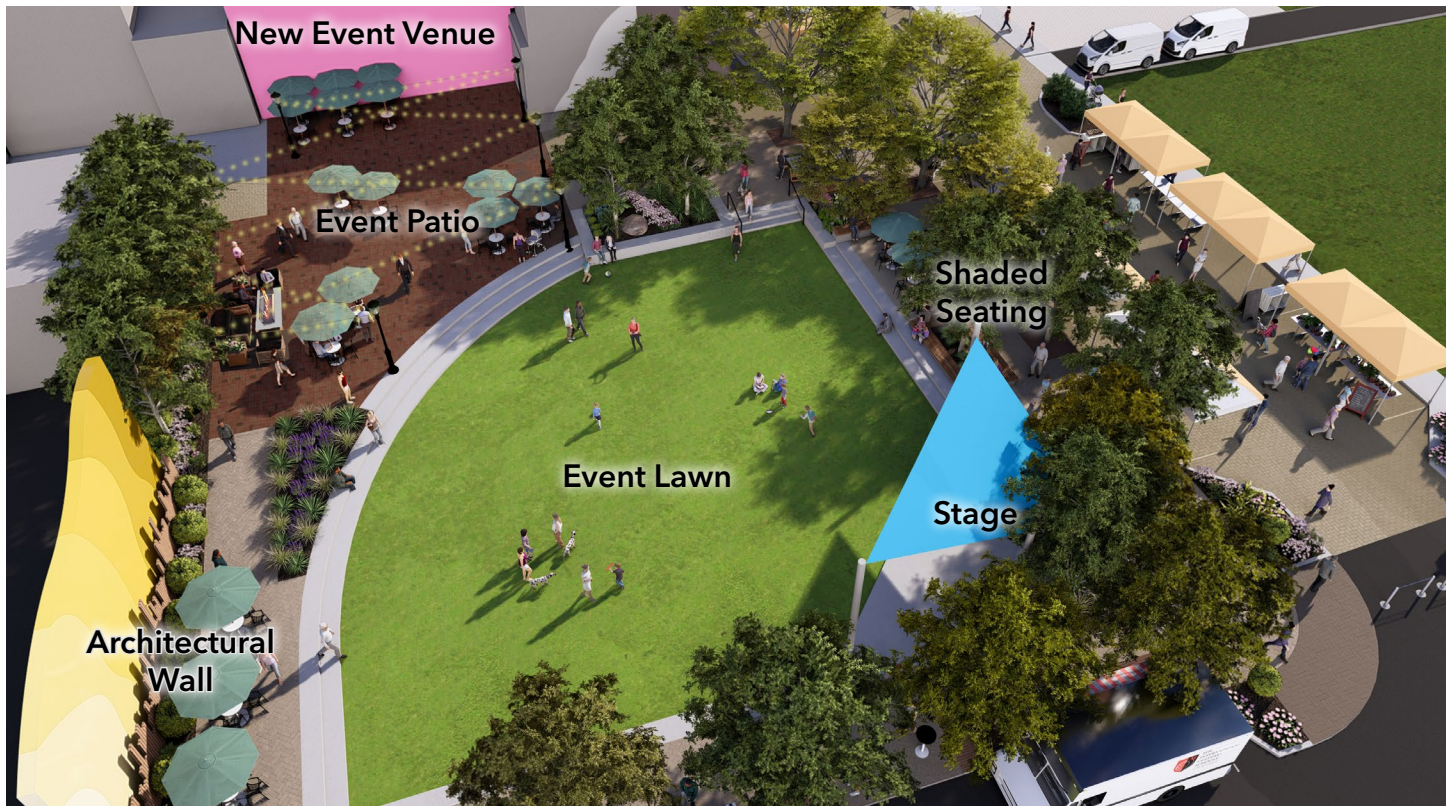 New Event Venue
Event Patio
Shaded
Seating
Event Lawn
Stage
Architectural
Wall